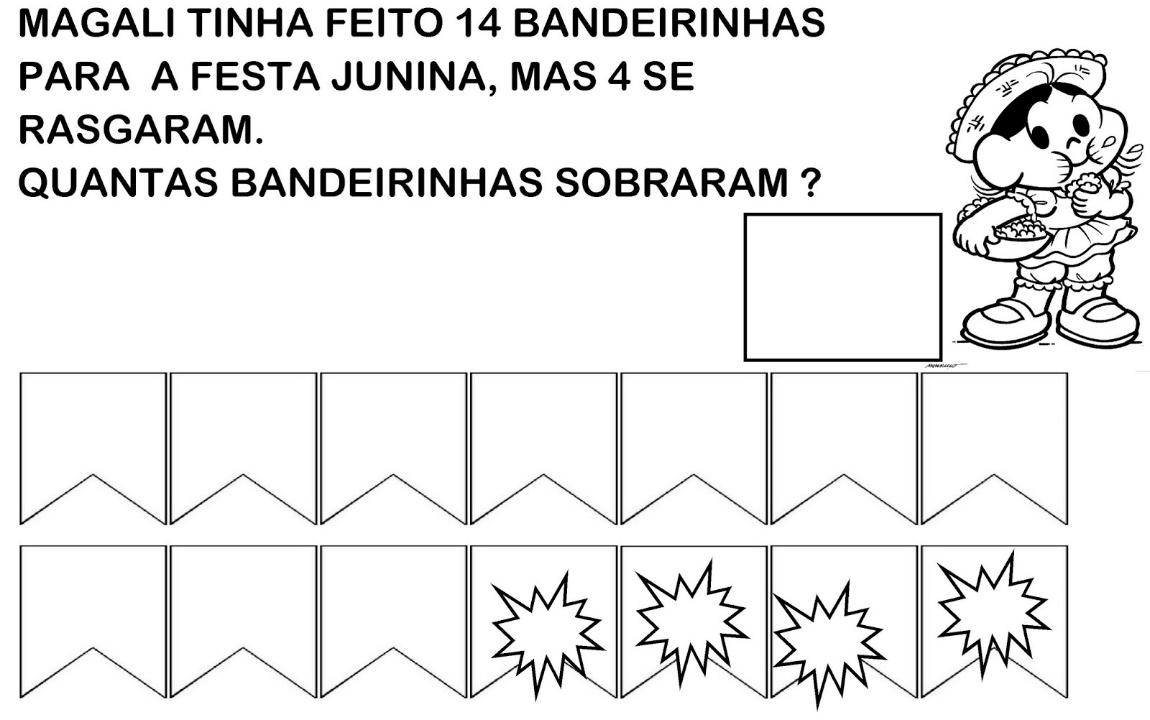 MAGALI TINHA FEITO 14 BANDEIRINHAS
PARA A FESTA JUNINA, MAS 4 SE
RASGARAM.
QUANTAS BANDEIRINHAS SOBRARAM ?